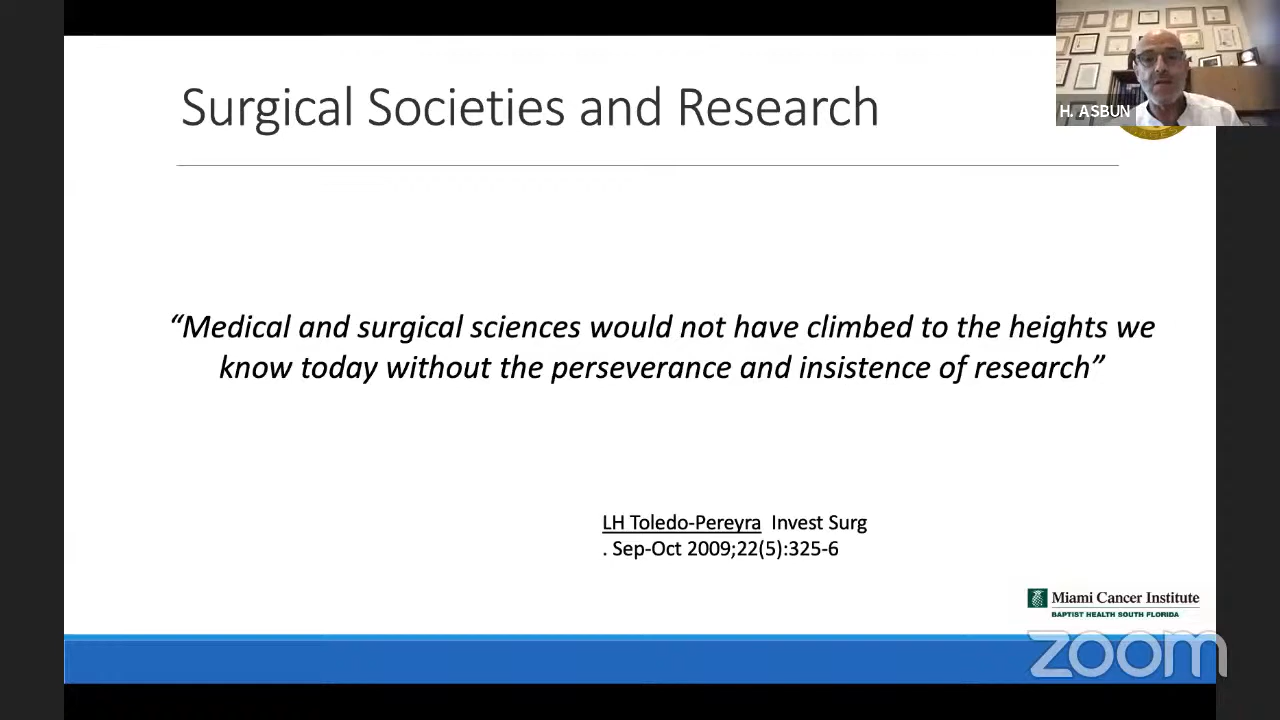 Surgical Societies and Research
H. ASBUN
“Medical and surgical sciences would not have climbed to the heights we
know today without the perseverance and insistence of research”
LH Toledo-Pereyra Invest Surg
. Sep-Oct 2009;22(5):325-6
Miami Cancer Institute
BAPTIST HEALTH SOUTH FLORIDA
zoom